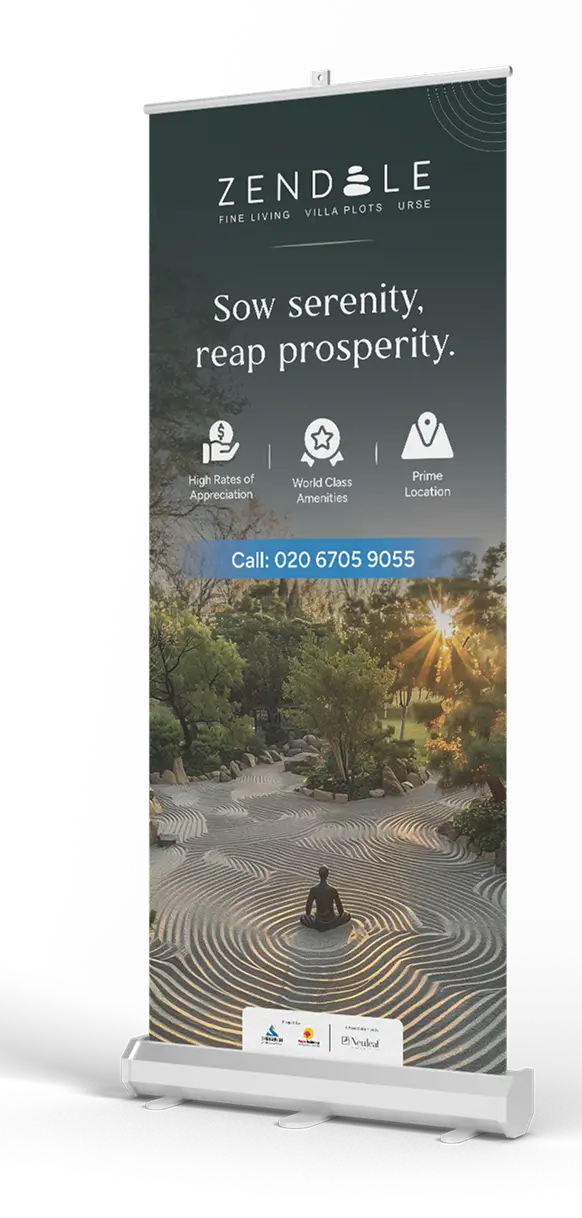 ZENDALE
FINE LIVING VILLA PLOTS URSE
Sow serenity,
reap prosperity.
High Rates of
Appreciation
World Class
Amenities
Prime
Location
Call: 020 6705 9055
Neuleaf